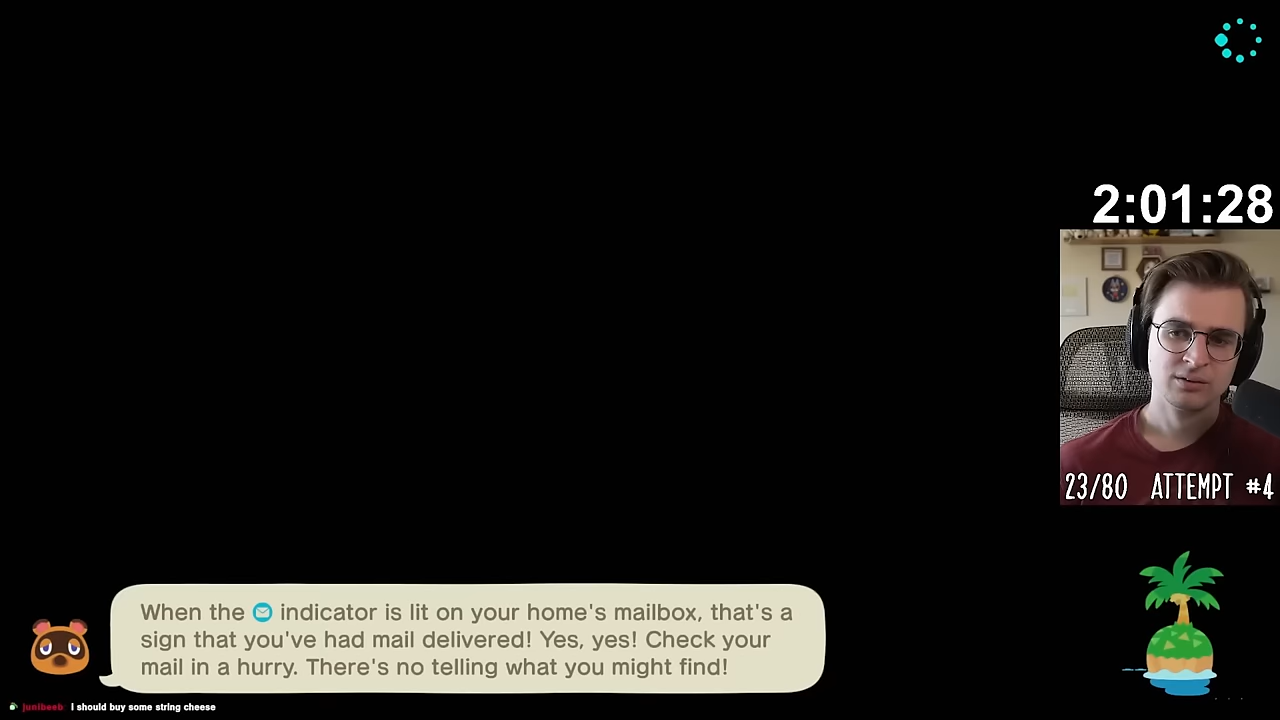 2:01:28
23/80 ATTEMPT #4
When the indicator is lit on your home's mailbox, that's a
sign that you've had mail delivered! Yes, yes! Check your
mail in a hurry. There's no telling what you might find!
junibeeb: I should buy some string cheese